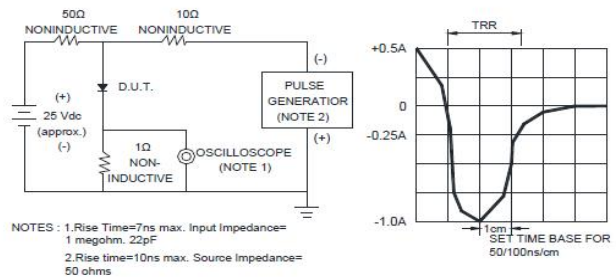 50Ω
NONINDUCTIVE
10Ω
NONINDUCTIVE
(+)
25 Vdc
(approx.)
(-)
D.U.T.
1Ω
NON-
INDUCTIVE
OSCILLOSCOPE
(NOTE 1)
(-)
PULSE
GENERATIOR
(NOTE 2)
(+)
NOTES : 1.Rise Time=7ns max. Input Impedance=
1 megohm. 22pF
2.Rise time=10ns max. Source Impedance=
50 ohms
TRR
+0.5A
0
-0.25A
-1.0A
1cm
SET TIME BASE FOR
50/100ns/cm